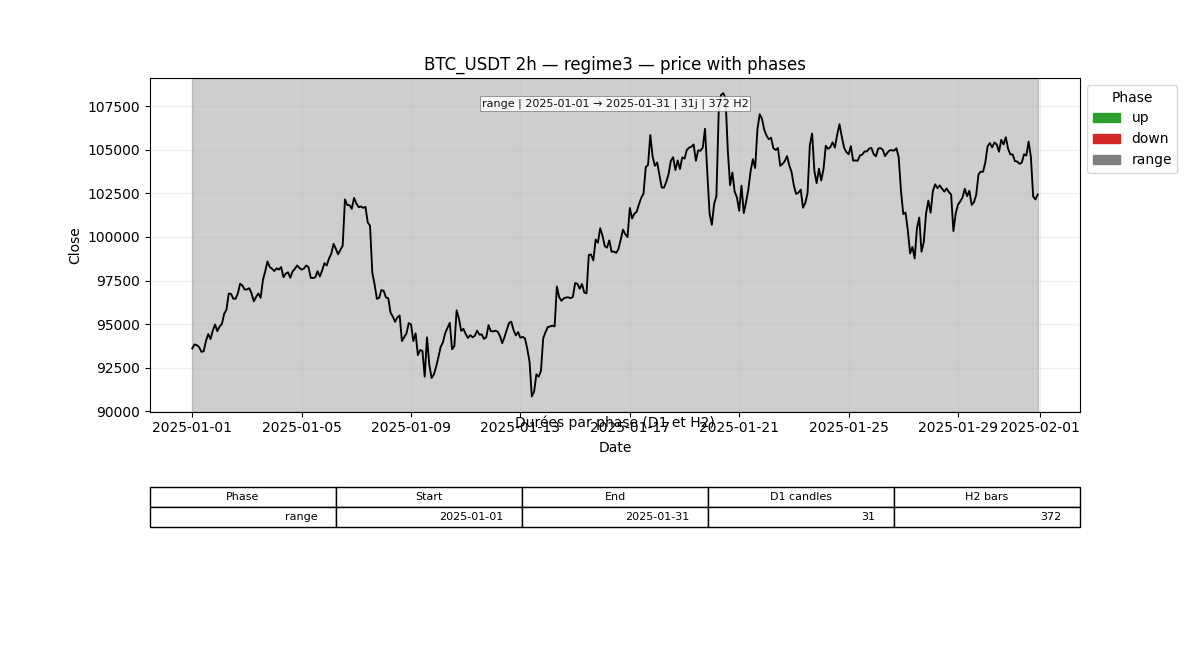 BTC_USDT 2h — regime3 — price with phases
range | 2025-01-01 → 2025-01-31 | 31j | 372 H2
Phase
up
down
range
107500
105000
102500
100000
97500
95000
92500
90000
Close
Durées par phase (D1 et H2)
2025-01-01 2025-01-05 2025-01-09 2025-01-13 2025-01-17 2025-01-21 2025-01-25 2025-01-29 2025-02-01
Date
Phase Start End D1 candles H2 bars
range 2025-01-01 2025-01-31 31 372